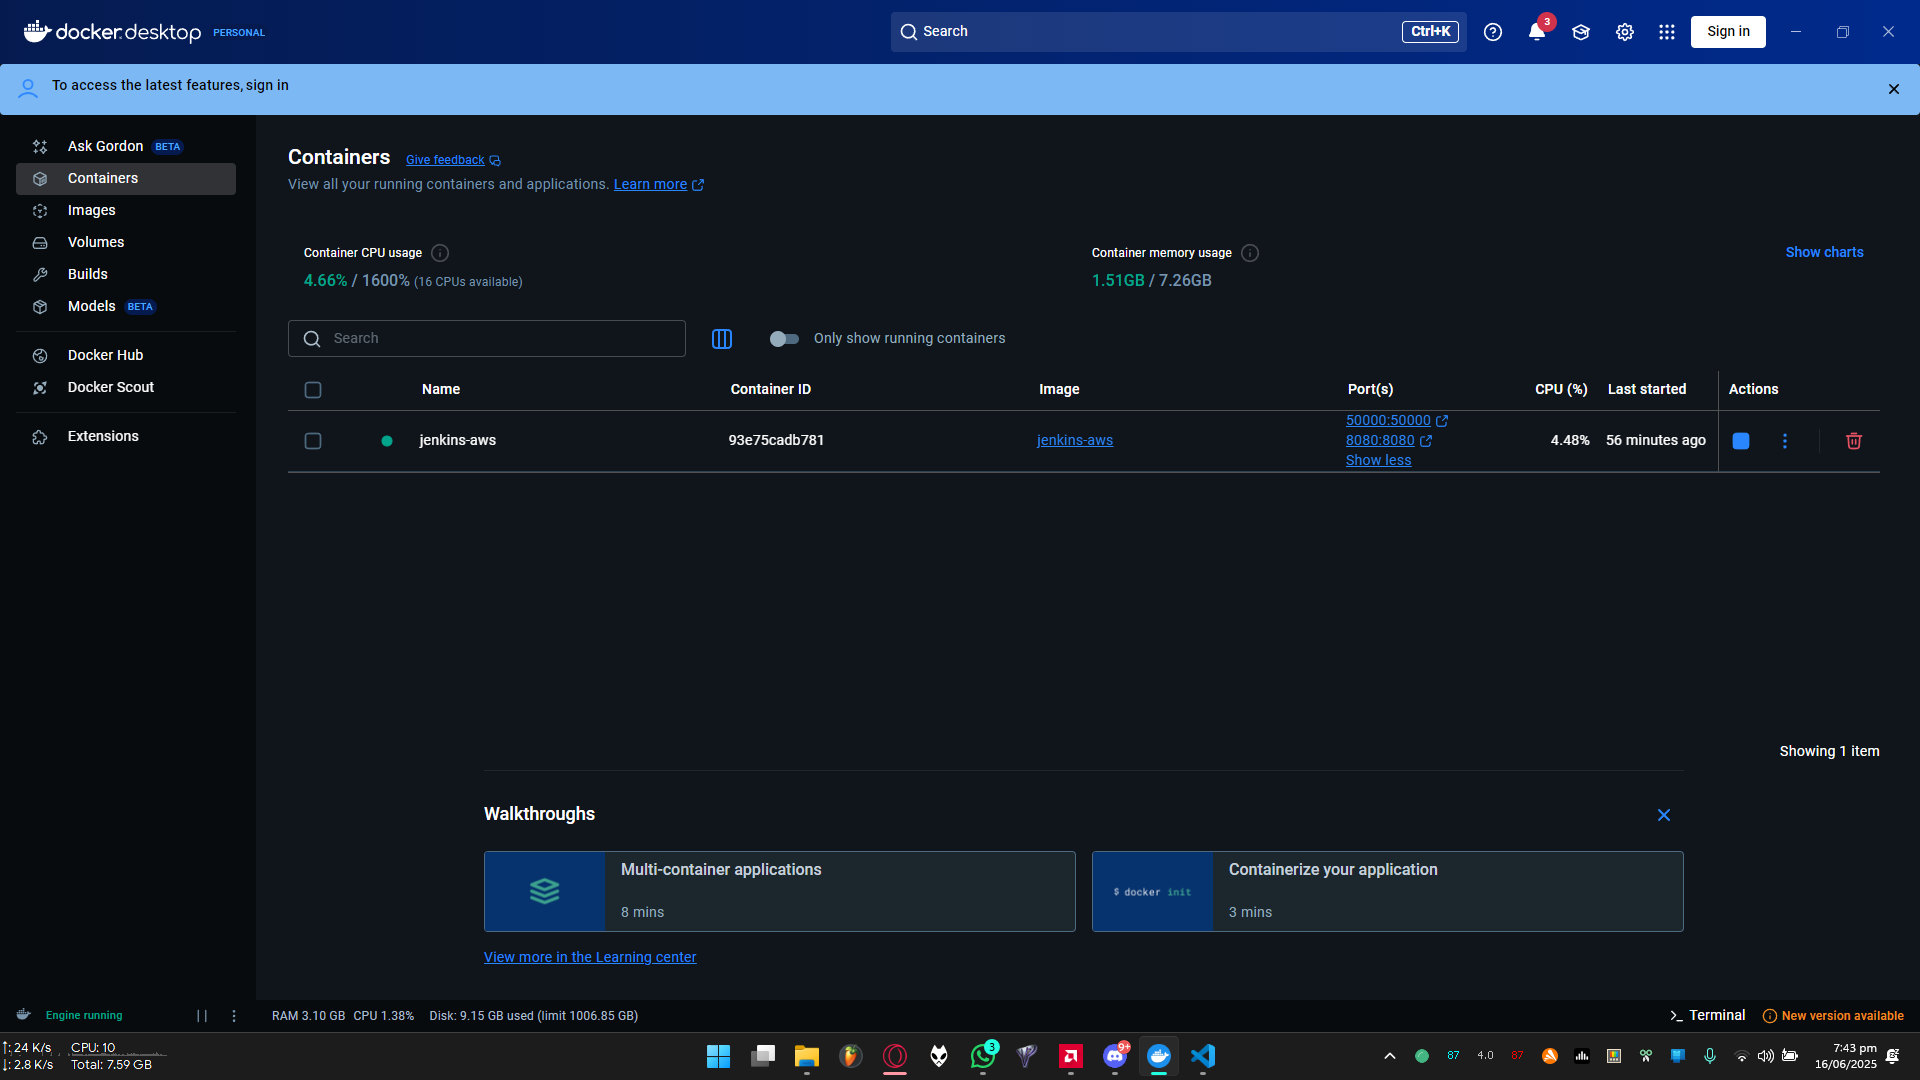 docker.desktop PERSONAL
Search Ctrl+K
3
Sign in
To access the latest features, sign in
Ask Gordon BETA
Containers
Images
Volumes
Builds
Models BETA
Docker Hub
Docker Scout
Extensions
Containers Give feedback
View all your running containers and applications. Learn more
Container CPU usage
4.66% / 1600% (16 CPUs available)
Container memory usage
1.51GB / 7.26GB
Show charts
Search
Only show running containers
Name Container ID Image Port(s) CPU (%) Last started Actions
50000:50000
jenkins-aws 93e75cadb781 jenkins-aws 8080:8080 4.48% 56 minutes ago
Show less
Showing 1 item
Walkthroughs
Multi-container applications
8 mins
$ docker init
Containerize your application
3 mins
View more in the Learning center
Engine running
RAM 3.10 GB CPU 1.38% Disk: 9.15 GB used (limit 1006.85 GB)
Terminal
New version available
: 24 K/s CPU: 10
: 2.8 K/s Total: 7.59 GB
3
9+
87 4.0 87
7:43 pm
16/06/2025